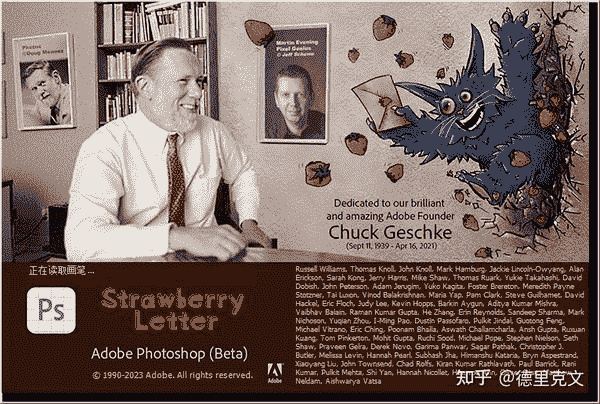 Photos
©Doug Menuez
Martin Evening
Pixel Genius
© Jeff Schewe
Dedicated to our brilliant
and amazing Adobe Founder
Chuck Geschke
(Sept 11, 1939 - Apr 16, 2021)
正在读取画笔 ...
Ps
Strawberry
Letter
Adobe Photoshop (Beta)
© 1990-2023 Adobe. All rights reserved.
Adobe
Russell Williams, Thomas Knoll, John Knoll, Mark Hamburg, Jackie Lincoln-Owyang, Alan
Erickson, Sarah Kong, Jerry Harris, Mike Shaw, Thomas Ruark, Yukie Takahashi, David
Dobish, John Peterson, Adam Jerugim, Yuko Kagita, Foster Brereton, Meredith Payne
Stotzner, Tai Luxon, Vinod Balakrishnan, Maria Yap, Pam Clark, Steve Guilhamet, David
Hackel, Eric Floch, Judy Lee, Kevin Hopps, Barkin Aygun, Aditya Kumar Mishra,
Vaibhav Balain, Raman Kumar Gupta, He Zhang, Erin Reynolds, Sandeep Sharma, Mark
Nichoson, Yuqian Zhou, I-Ming Pao, Dustin Passofaro, Pulkit Jindal, Guotong Feng,
Michael Vitrano, Eric Ching, Poonam Bhalla, Aswath Challamcharla, Ansh Gupta, Ruxuan
Kuang, Tom Pinkerton, Mohit Gupta, Ruchi Sood, Michael Pope, Stephen Nielson, Seth
Shaw, Praveen Gelra, Derek Novo, Garima Panwar, Sagar Pathak, Christopher J.
Butler, Melissa Levin, Hannah Pearl, Subhash Jha, Himanshu Kataria, Bryn Aspestrand,
Xiaoyang Liu, John Townsend, Chad Rolfs, Kiran Kumar Rathlavath, Paul Barrick, Rani
Kumar, Pulkit Mehta, Shi Yan, Hannah Nicollet,
Neldam, Aishwarya Vatsa
知乎 @德里克文